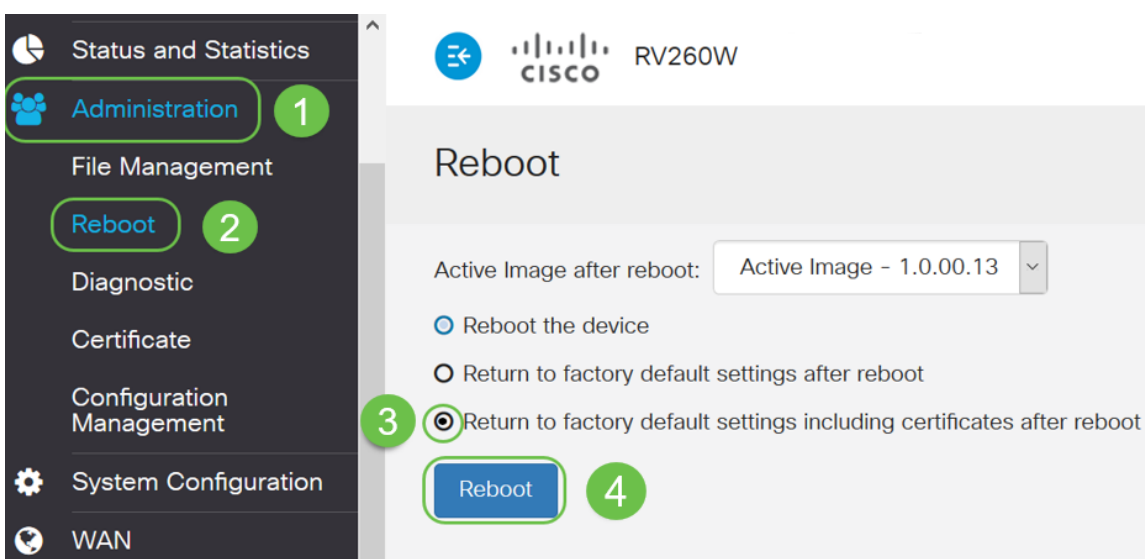 Status and Statistics
Administration
1
File Management
Reboot
2
Diagnostic
Certificate
Configuration
Management
System Configuration
WAN
CISCO
RV260W
Reboot
Active Image after reboot:
Active Image - 1.0.00.13
Reboot the device
Return to factory default settings after reboot
3
Return to factory default settings including certificates after reboot
Reboot
4